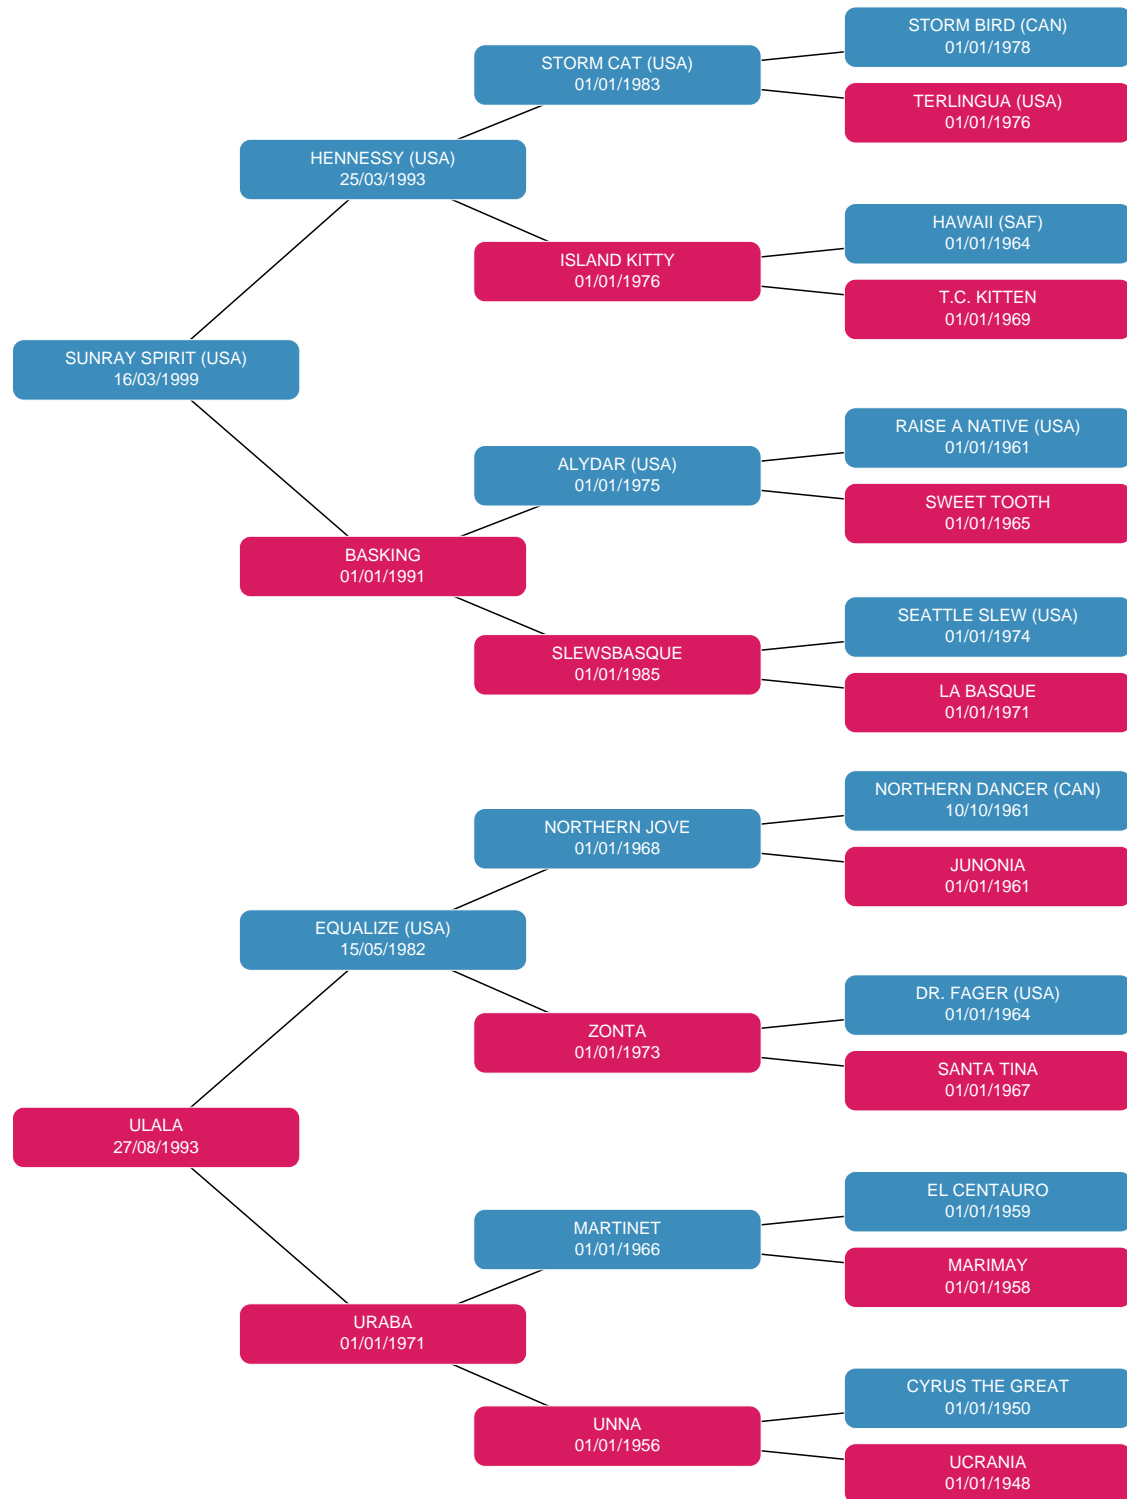 STORM BIRD (CAN)
01/01/1978
STORM CAT (USA)
01/01/1983
TERLINGUA (USA)
01/01/1976
HENNESSY (USA)
25/03/1993
HAWAII (SAF)
01/01/1964
ISLAND KITTY
01/01/1976
T.C. KITTEN
01/01/1969
SUNRAY SPIRIT (USA)
16/03/1999
RAISE A NATIVE (USA)
01/01/1961
ALYDAR (USA)
01/01/1975
SWEET TOOTH
01/01/1965
BASKING
01/01/1991
SEATTLE SLEW (USA)
01/01/1974
SLEWSBASQUE
01/01/1985
LA BASQUE
01/01/1971
NORTHERN DANCER (CAN)
10/10/1961
NORTHERN JOVE
01/01/1968
JUNONIA
01/01/1961
EQUALIZE (USA)
15/05/1982
DR. FAGER (USA)
01/01/1964
ZONTA
01/01/1973
SANTA TINA
01/01/1967
ULALA
27/08/1993
EL CENTAURO
01/01/1959
MARTINET
01/01/1966
MARIMAY
01/01/1958
URABA
01/01/1971
CYRUS THE GREAT
01/01/1950
UNNA
01/01/1956
UCRANIA
01/01/1948